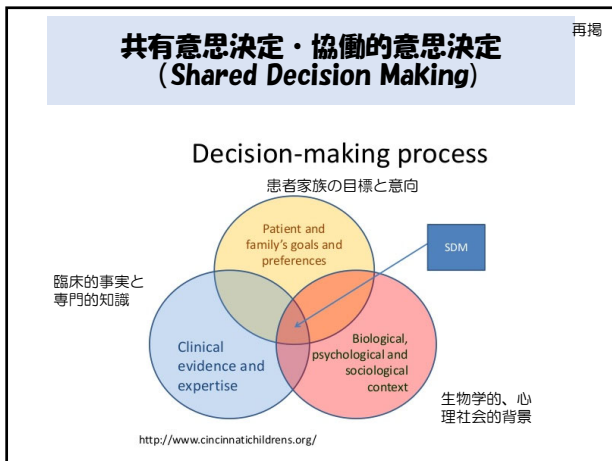 再掲
共有意思決定・協働的意思決定
(Shared Decision Making)
Decision-making process
患者家族の目標と意向
Patient and
family's goals and
preferences
SDM
臨床的事実と
専門的知識
Clinical
evidence and
expertise
Biological,
psychological and
sociological
context
生物学的、心
理社会的背景
http://www.cincinnatichildrens.org/